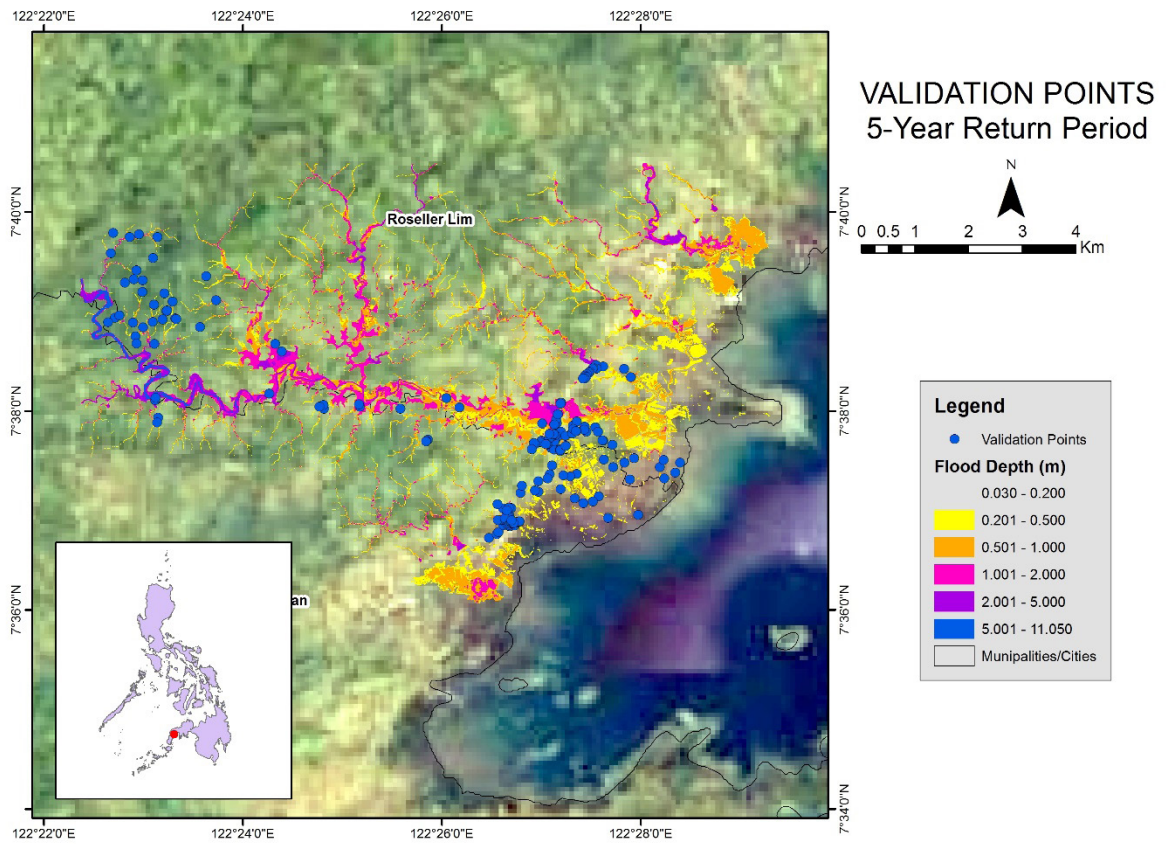 122°22'0"E 122°24'0"E 122°26'0"E 122°28'0"E
VALIDATION POINTS
5-Year Return Period
N
0 0.5 1 2 3 4
Km
7°40'0"N 7°40'0"N
Roseller Lim
7°38'0"N 7°38'0"N
Legend
Validation Points
Flood Depth (m)
0.030 - 0.200
0.201 - 0.500
0.501 - 1.000
1.001 - 2.000
2.001 - 5.000
5.001 - 11.050
Munipalities/Cities
7°36'0"N an 7°36'0"N
7°34'0"N
122°22'0"E 122°24'0"E 122°26'0"E 122°28'0"E